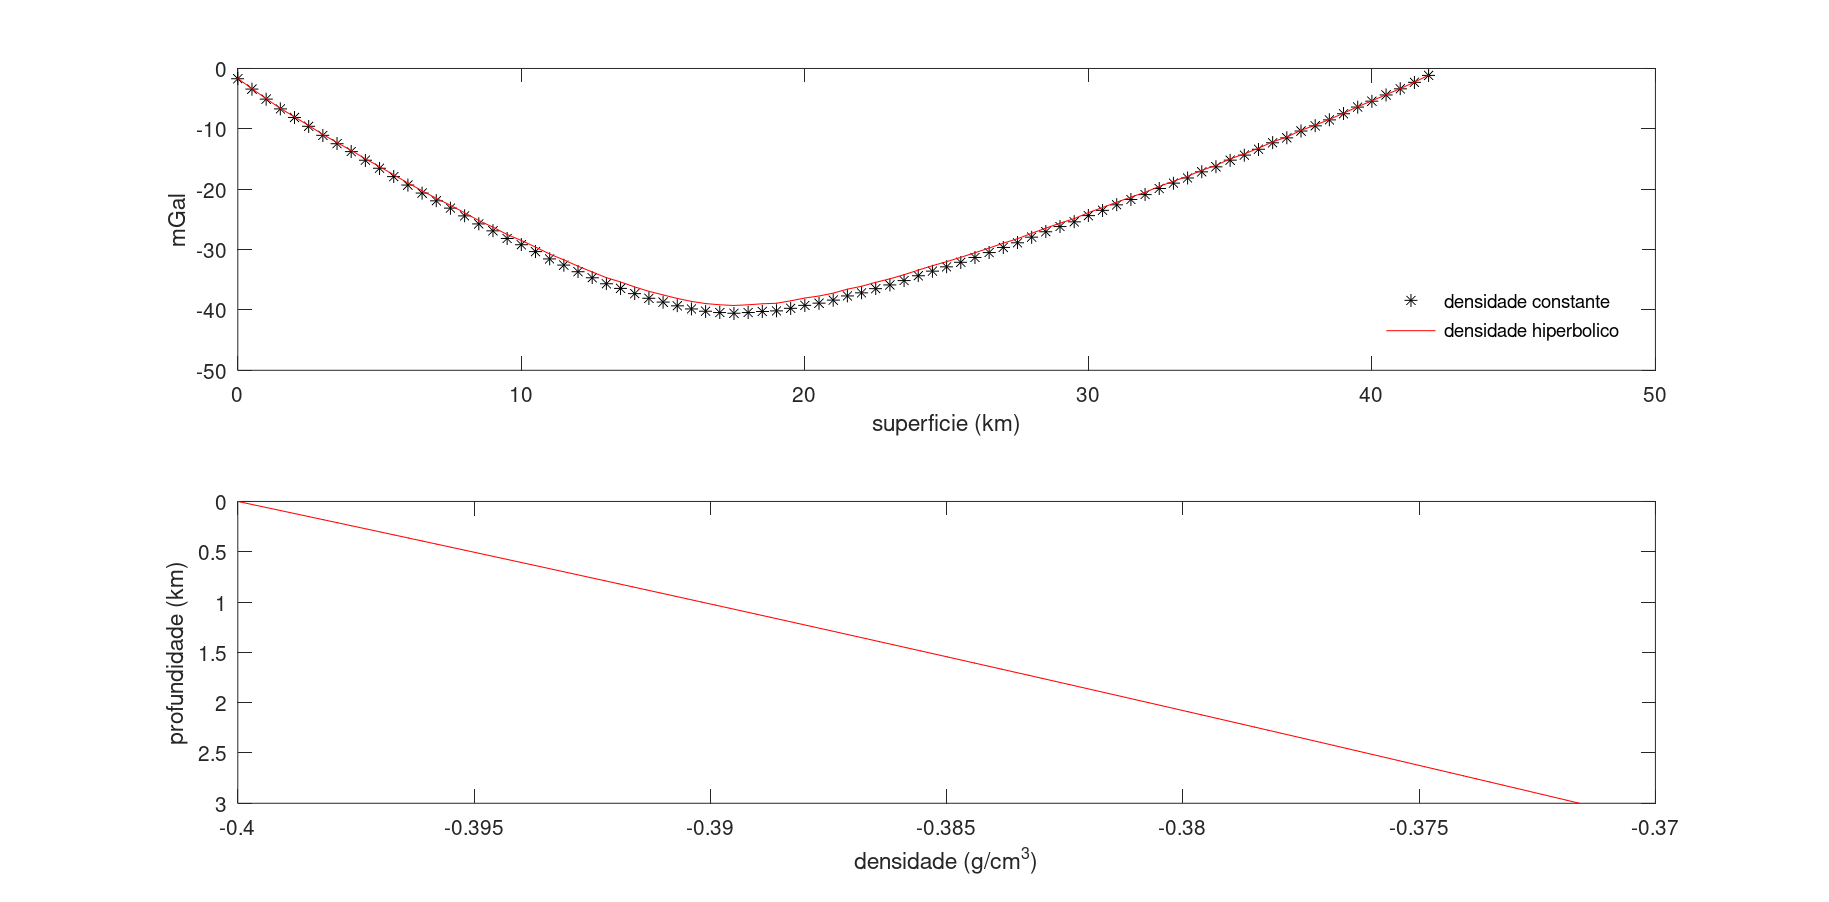 0
-10
-20
-30
-40
-50
mGal
0 10 20 30 40 50
superficie (km)
densidade constante
densidade hiperbolico
0
0.5
1
1.5
2
2.5
3
profundidade (km)
-0.4 -0.395 -0.39 -0.385 -0.38 -0.375 -0.37
densidade (g/cm³)